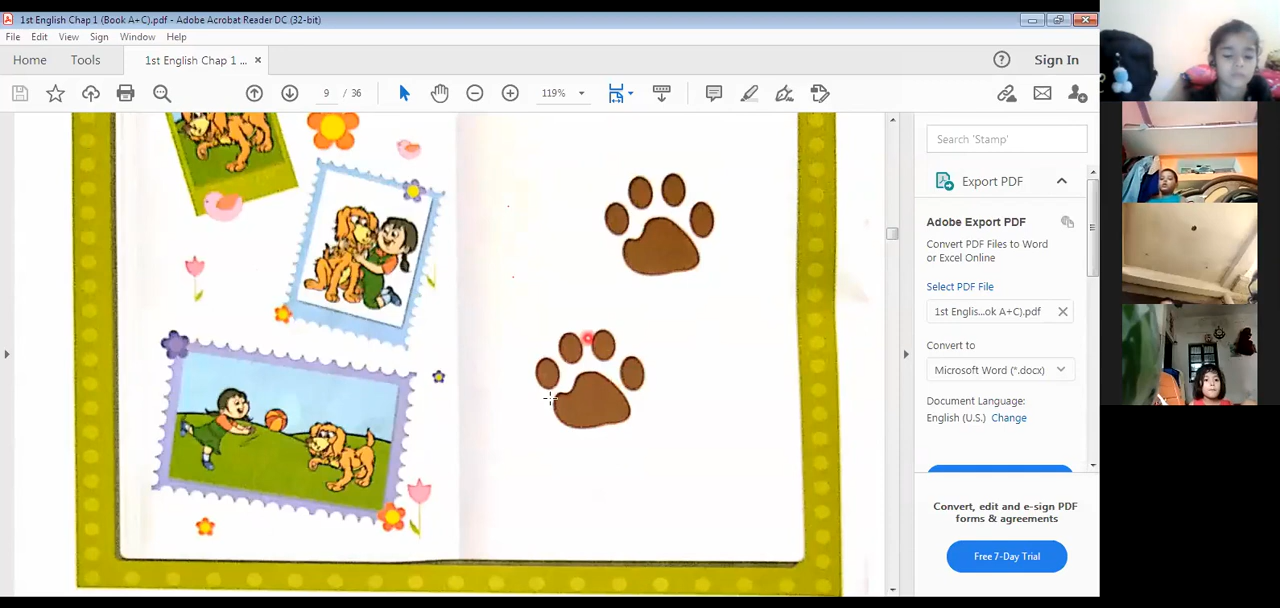 1st English Chap 1 (Book A+C).pdf - Adobe Acrobat Reader DC (32-bit)
File Edit View Sign Window Help
Home Tools 1st English Chap 1 ... Sign In
9 / 36 119%
Search 'Stamp'
Export PDF
Adobe Export PDF
Convert PDF Files to Word
or Excel Online
Select PDF File
1st Englis...ok A+C).pdf
Convert to
Microsoft Word (*.docx)
Document Language:
English (U.S.) Change
Convert, edit and e-sign PDF
forms & agreements
Free 7-Day Trial